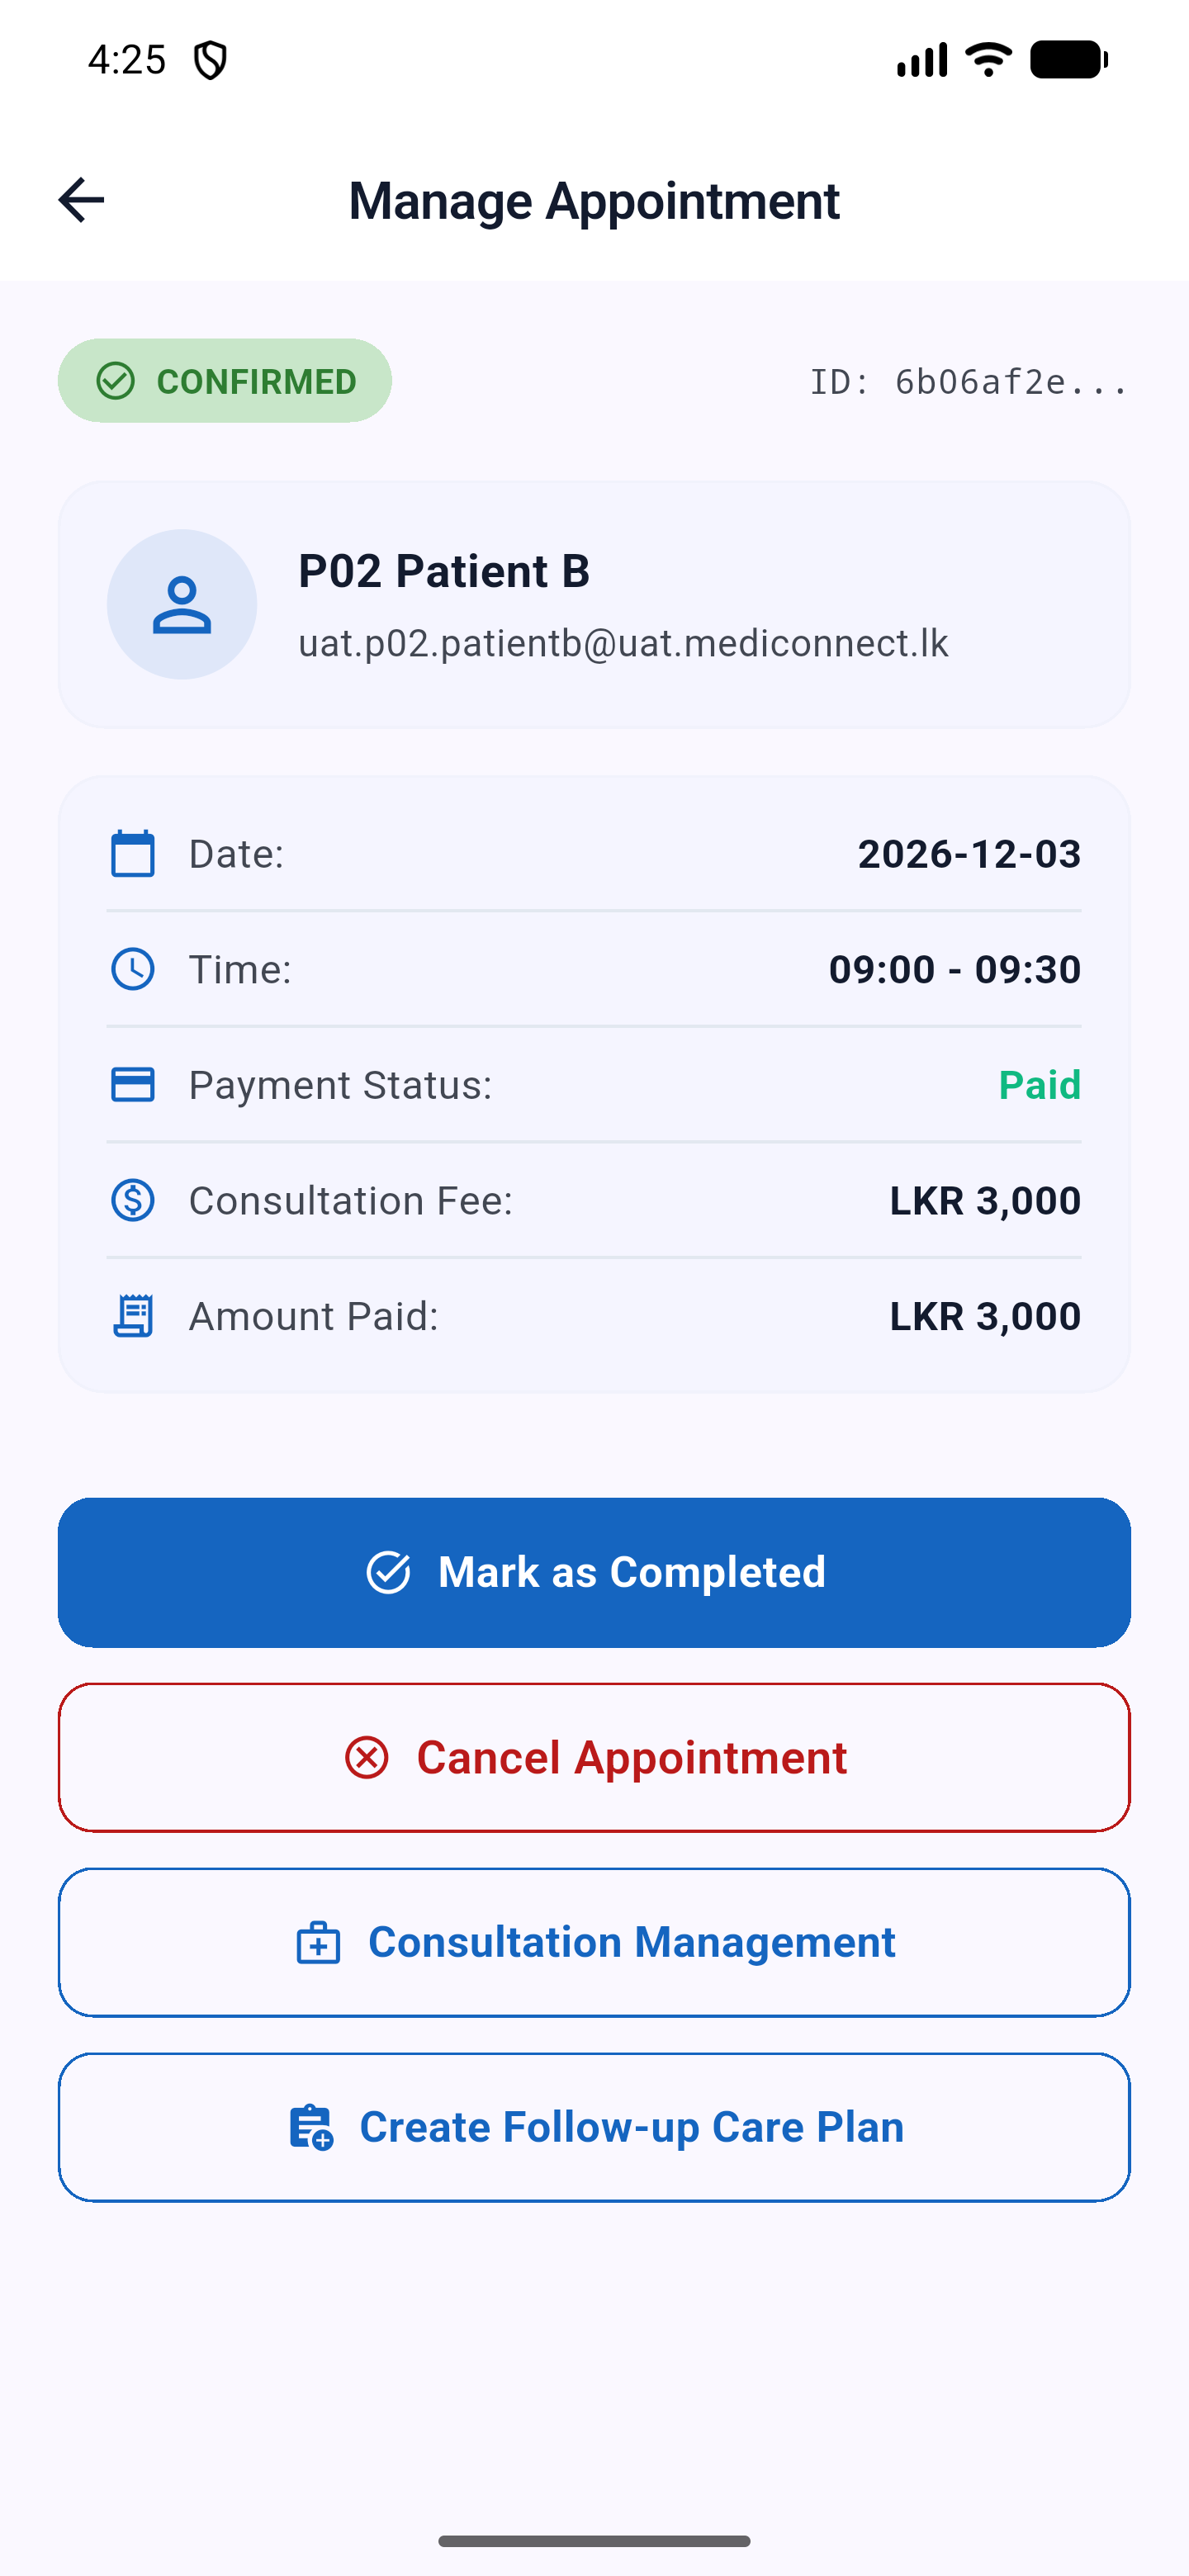 4:25
Manage Appointment
CONFIRMED
ID: 6b06af2e...
P02 Patient B
uat.p02.patientb@uat.mediconnect.lk
Date: 2026-12-03
Time: 09:00 - 09:30
Payment Status: Paid
Consultation Fee: LKR 3,000
Amount Paid: LKR 3,000
Mark as Completed
Cancel Appointment
Consultation Management
Create Follow-up Care Plan